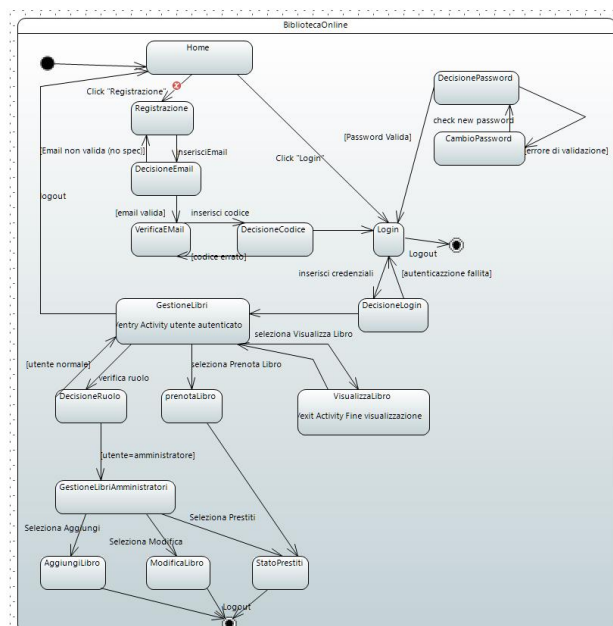 BibliotecaOnline
Home
DecisionePassword
Click "Registrazione"
Registrazione
check new password
[Password Valida]
CambioPassword
[Email non valida (no spec)]
inserisciEmail
[errore di validazione]
Click "Login"
DecisioneEmail
logout
[email valida]
inserisci codice
VerificaEMail
DecisioneCodice
Login
Logout
[codice errato]
inserisci credenziali
[autenticazzione fallita]
GestioneLibri
DecisioneLogin
/entry Activity utente autenticato
seleziona Visualizza Libro
[utente normale]
seleziona Prenota Libro
verifica ruolo
DecisioneRuolo
prenotaLibro
VisualizzaLibro
/exit Activity Fine visualizzazione
[utente=amministratore]
GestioneLibriAmministratori
Seleziona Prestiti
Seleziona Aggiungi
Seleziona Modifica
AggiungiLibro
ModificaLibro
StatoPrestiti
Logout